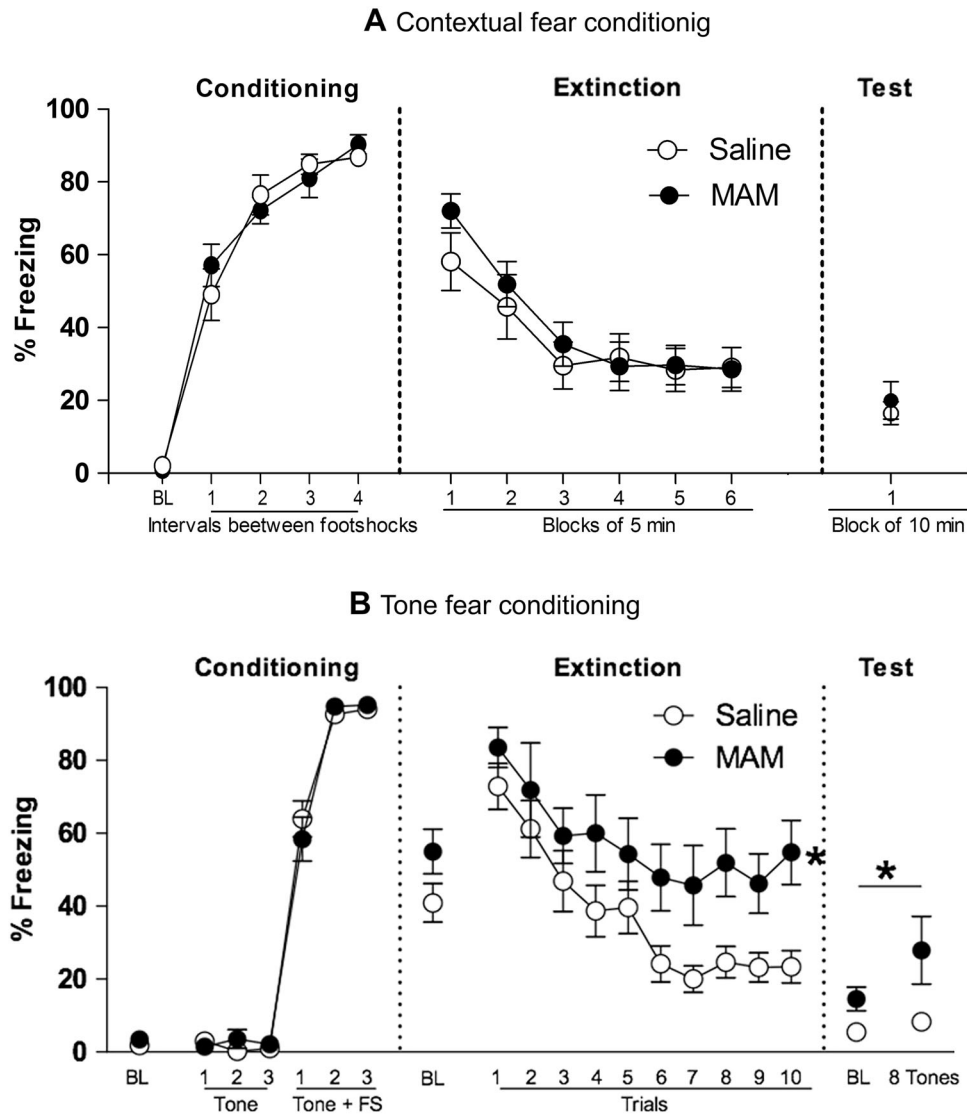 A Contextual fear conditionig
Conditioning Extinction Test
100
80
60
40
20
0
% Freezing
Saline
MAM
BL 1 2 3 4 1 2 3 4 5 6 1
Intervals beetween footshocks Blocks of 5 min Block of 10 min
B Tone fear conditioning
Conditioning Extinction Test
100
80
60
40
20
0
% Freezing
Saline
MAM
*
*
BL 1 2 3 1 2 3 BL 1 2 3 4 5 6 7 8 9 10 BL 8 Tones
Tone Tone + FS Trials